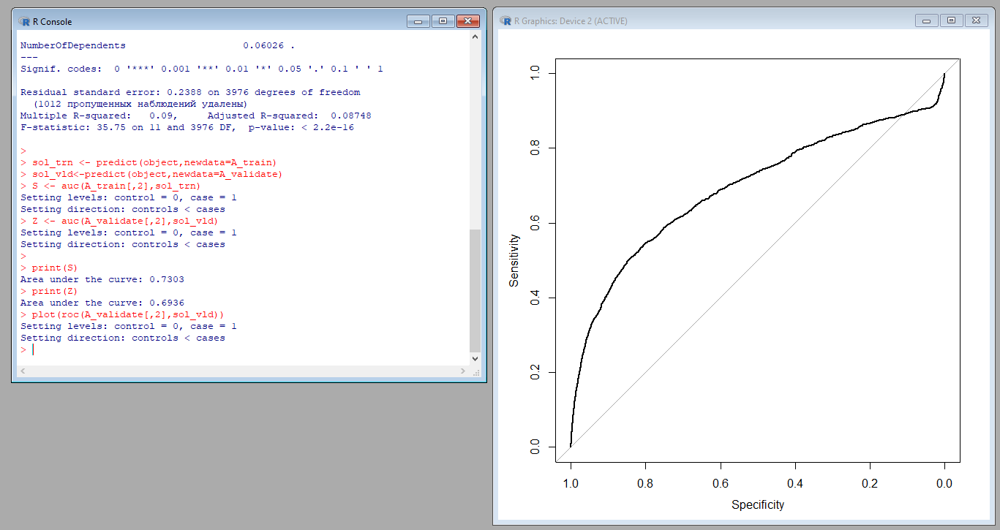 R Console
NumberOfDependents 0.06026 .
---
Signif. codes: 0 '***' 0.001 '**' 0.01 '*' 0.05 '.' 0.1 ' ' 1
Residual standard error: 0.2388 on 3976 degrees of freedom
(1012 пропущенных наблюдений удалены)
Multiple R-squared: 0.09, Adjusted R-squared: 0.08748
F-statistic: 35.75 on 11 and 3976 DF, p-value: < 2.2e-16
>
> sol_trn <- predict(object,newdata=A_train)
> sol_vld<-predict(object,newdata=A_validate)
> S <- auc(A_train[,2],sol_trn)
Setting levels: control = 0, case = 1
Setting direction: controls < cases
> Z <- auc(A_validate[,2],sol_vld)
Setting levels: control = 0, case = 1
Setting direction: controls < cases
>
> print(S)
Area under the curve: 0.7303
> print(Z)
Area under the curve: 0.6936
> plot(roc(A_validate[,2],sol_vld))
Setting levels: control = 0, case = 1
Setting direction: controls < cases
>
R Graphics: Device 2 (ACTIVE)
Sensitivity
1.0
0.8
0.6
0.4
0.2
0.0
1.0 0.8 0.6 0.4 0.2 0.0
Specificity